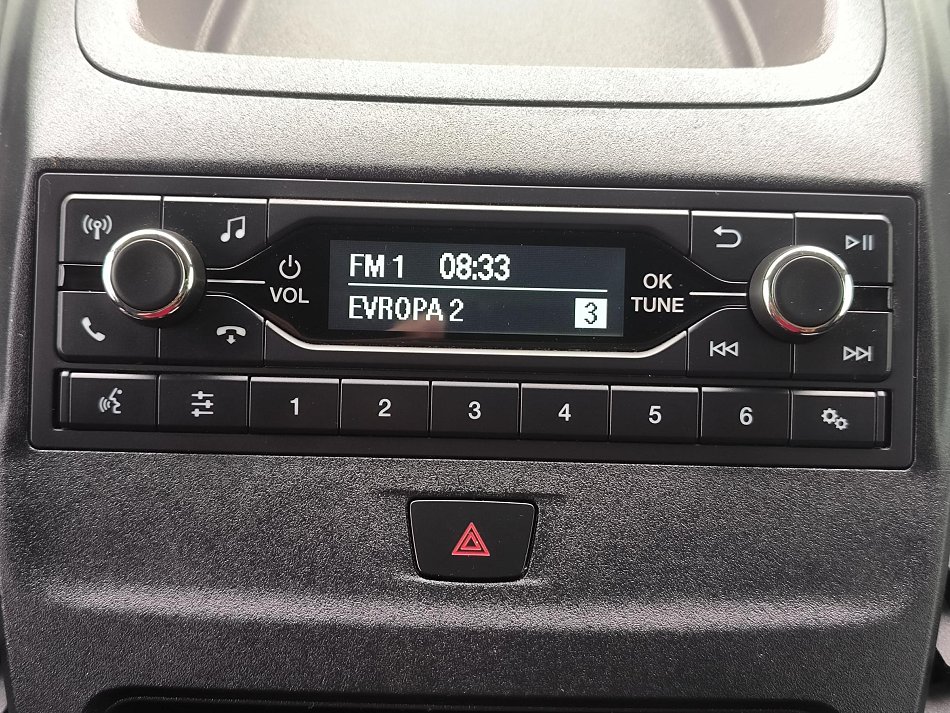 FM 1 08:33
EVROPA 2 3
VOL
OK
TUNE
1 2 3 4 5 6